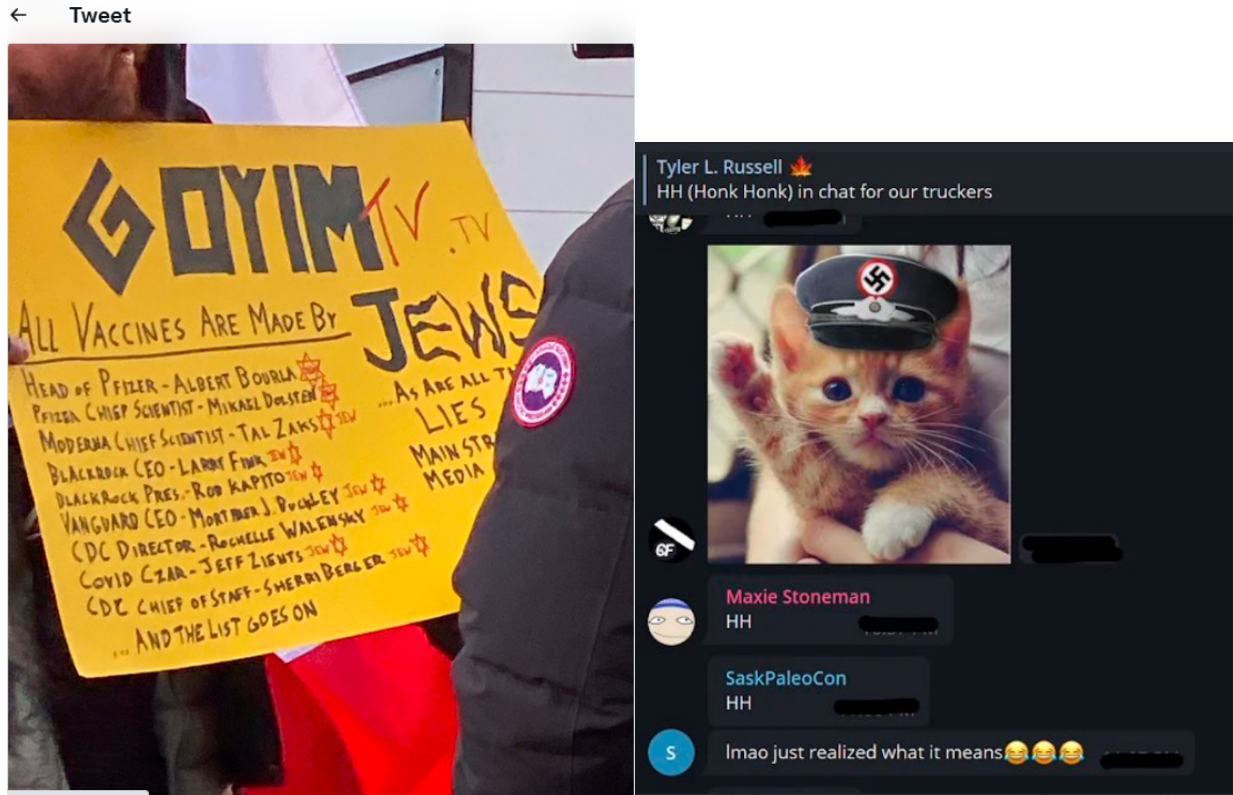 Tweet
GOYIM TV .TV
ALL VACCINES ARE MADE BY
JEWS
HEAD OF PFIZER - ALBERT BOURLA
PFIZER CHIEF SCIENTIST - MIKAEL DOLSTEN
MODERNA CHIEF SCIENTIST - TAL ZAKS JEW
BLACKROCK CEO - LARRY FINK JEW
BLACKROCK PRES. - ROB KAPITO JEW
VANGUARD CEO - MORTIMER J. BUCKLEY JEW
CDC DIRECTOR - ROCHELLE WALENSKY JEW
COVID CZAR - JEFF ZIENTS JEW
CDC CHIEF OF STAFF - SHERRI BERGER JEW
... AND THE LIST GOES ON
...AS ARE ALL
LIES
MEDIA
Tyler L. Russell 🍁
HH (Honk Honk) in chat for our truckers
GF
Maxie Stoneman
HH
SaskPaleoCon
HH
S
lmao just realized what it means😂😂😂